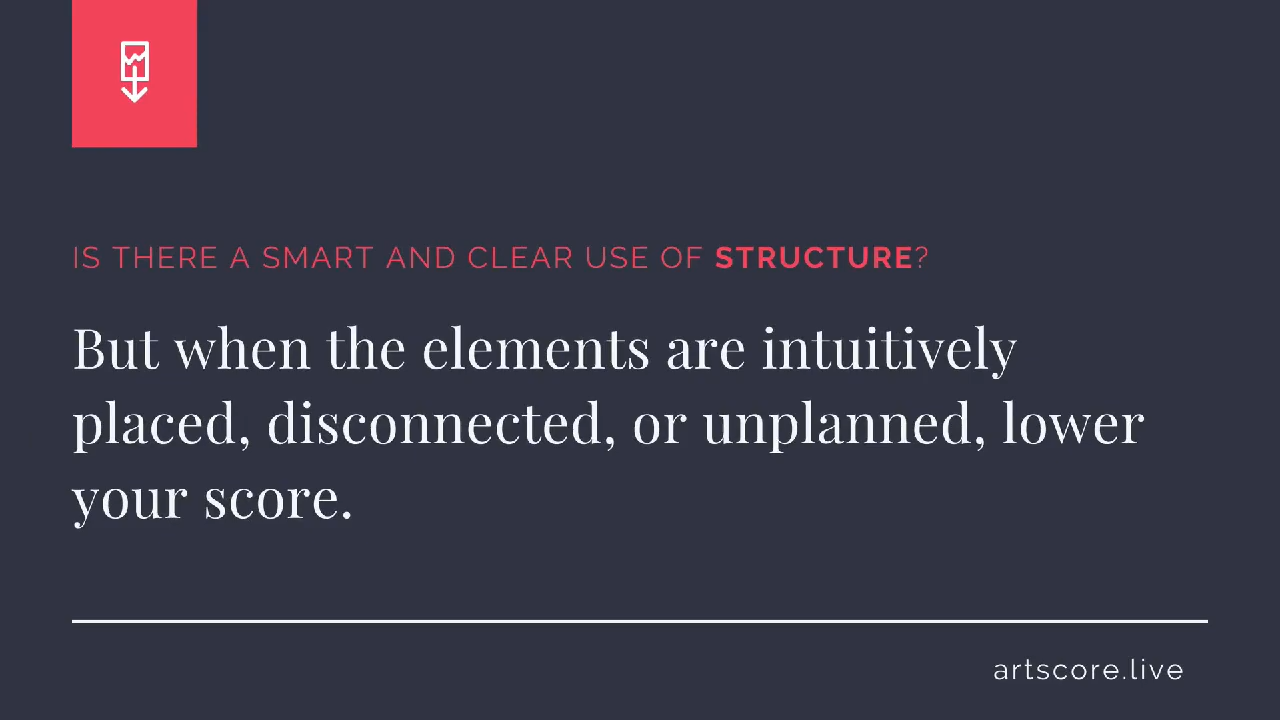 IS THERE A SMART AND CLEAR USE OF STRUCTURE?
But when the elements are intuitively
placed, disconnected, or unplanned, lower
your score.
artscore.live